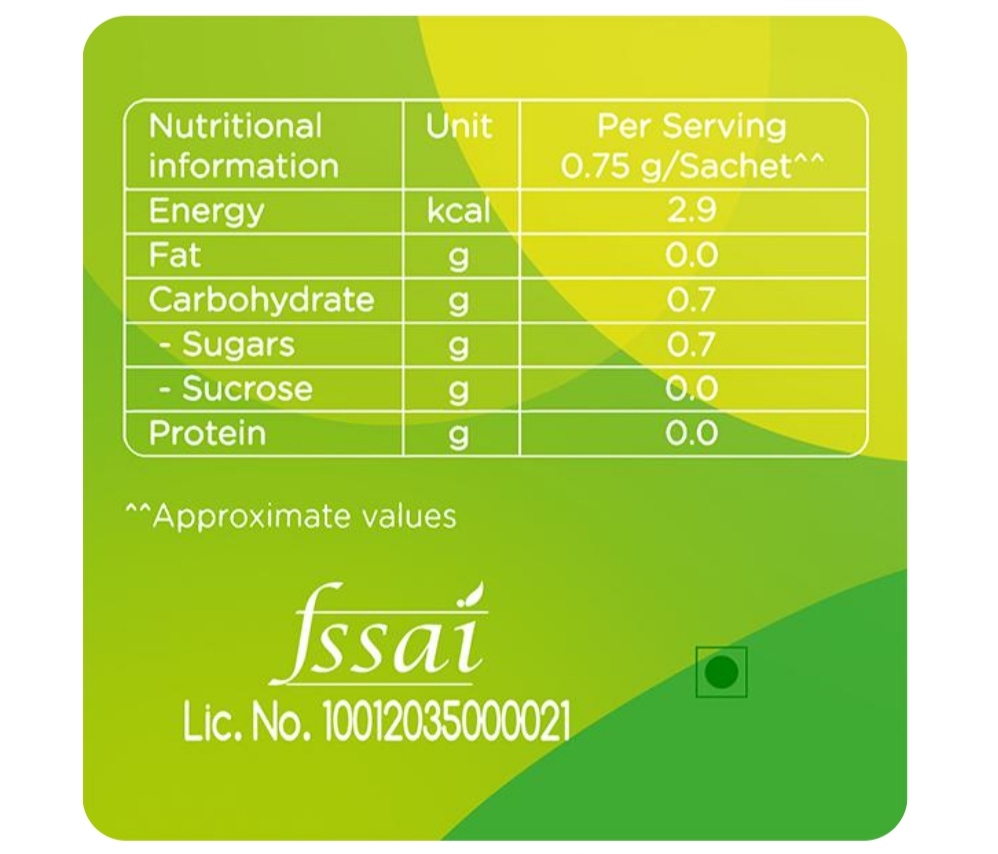 Nutritional information Unit Per Serving 0.75 g/Sachet^^
Energy kcal 2.9
Fat g 0.0
Carbohydrate g 0.7
- Sugars g 0.7
- Sucrose g 0.0
Protein g 0.0
^^Approximate values
fssai
Lic. No. 10012035000021